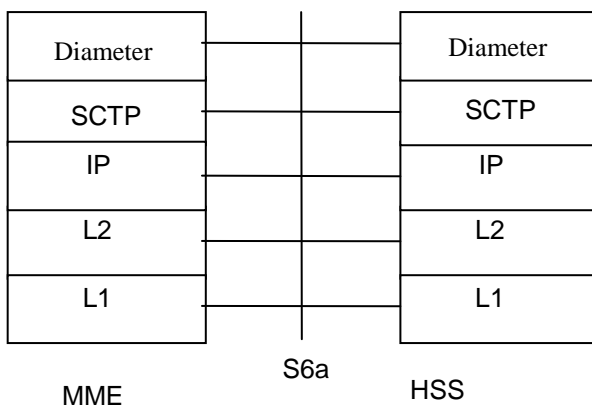 Diameter Diameter
SCTP SCTP
IP IP
L2 L2
L1 L1
S6a
MME HSS